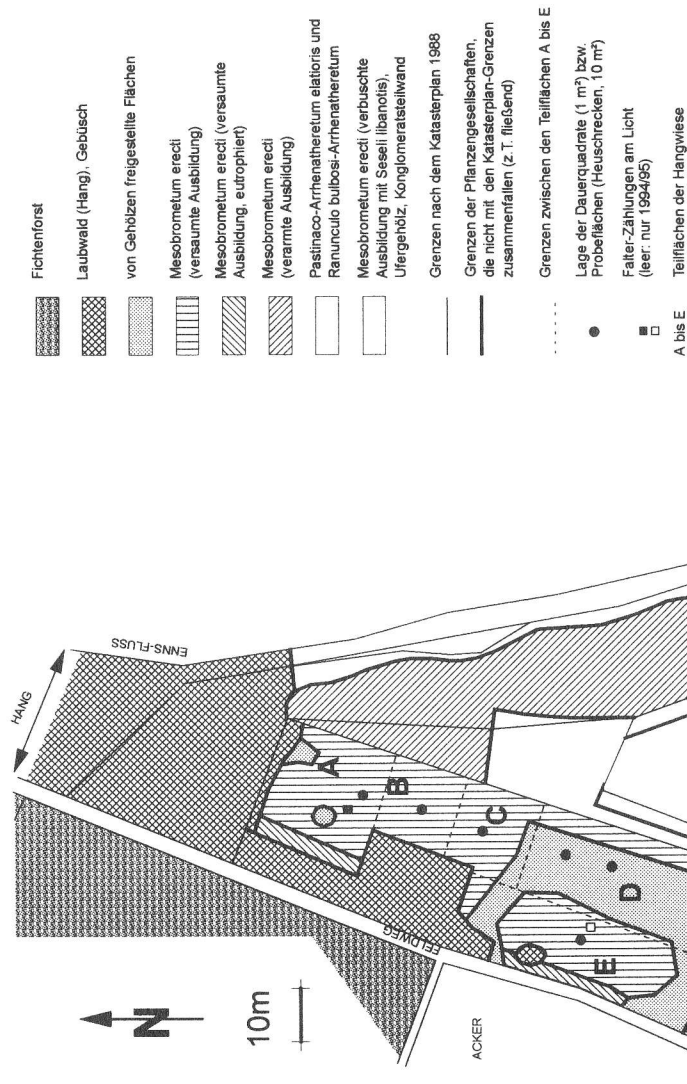 Fichtenforst
Laubwald (Hang), Gebüsch
von Gehölzen freigestellte Flächen
Mesobrometum erecti
(versaumte Ausbildung)
Mesobrometum erecti (versaumte
Ausbildung, eutrophiert)
Mesobrometum erecti
(verarmte Ausbildung)
Pastinaco-Arrhenatheretum elatioris und
Ranunculo bulbosi-Arrhenatheretum
Mesobrometum erecti (verbuschte
Ausbildung mit Seseli libanotis),
Ufergehölz, Konglomeratsteilwand
Grenzen nach dem Katasterplan 1988
Grenzen der Pflanzengesellschaften,
die nicht mit den Katasterplan-Grenzen
zusammenfallen (z.T. fließend)
Grenzen zwischen den Teilflächen A bis E
Lage der Dauerquadrate (1 m²) bzw.
Probeflächen (Heuschrecken, 10 m²)
Falter-Zählungen am Licht
(leer: nur 1994/95)
A bis E Teilflächen der Hangwiese
HANG
ENNS-FLUSS
FELDWEG
ACKER
N
10m
A
B
C
D
E